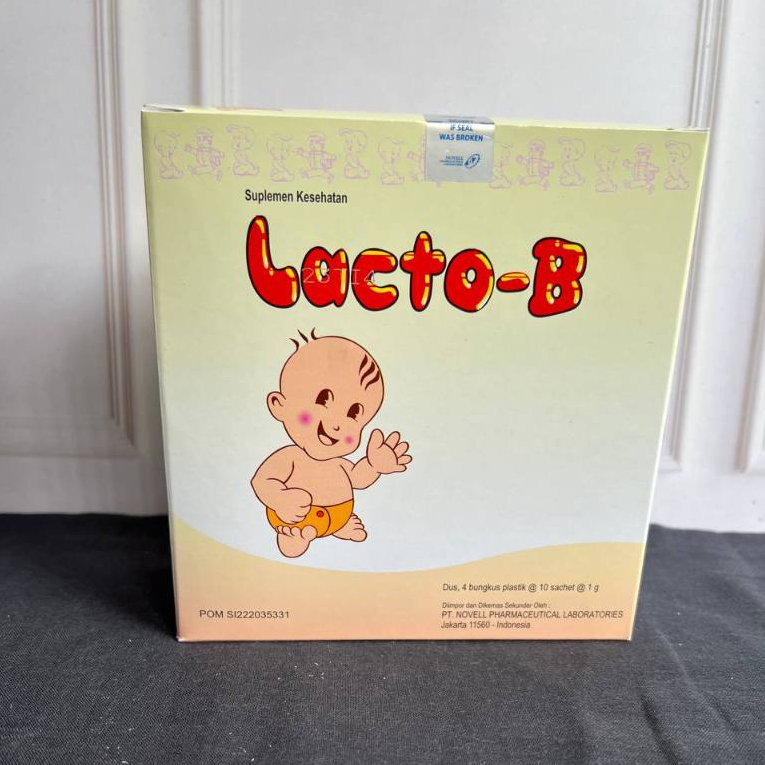 IF SEAL
WAS BROKEN
NOVELL
Suplemen Kesehatan
Lacto-B
Dus, 4 bungkus plastik @ 10 sachet @ 1 g
POM SI222035331
Diimpor dan Dikemas Sekunder Oleh :
PT. NOVELL PHARMACEUTICAL LABORATORIES
Jakarta 11560 - Indonesia